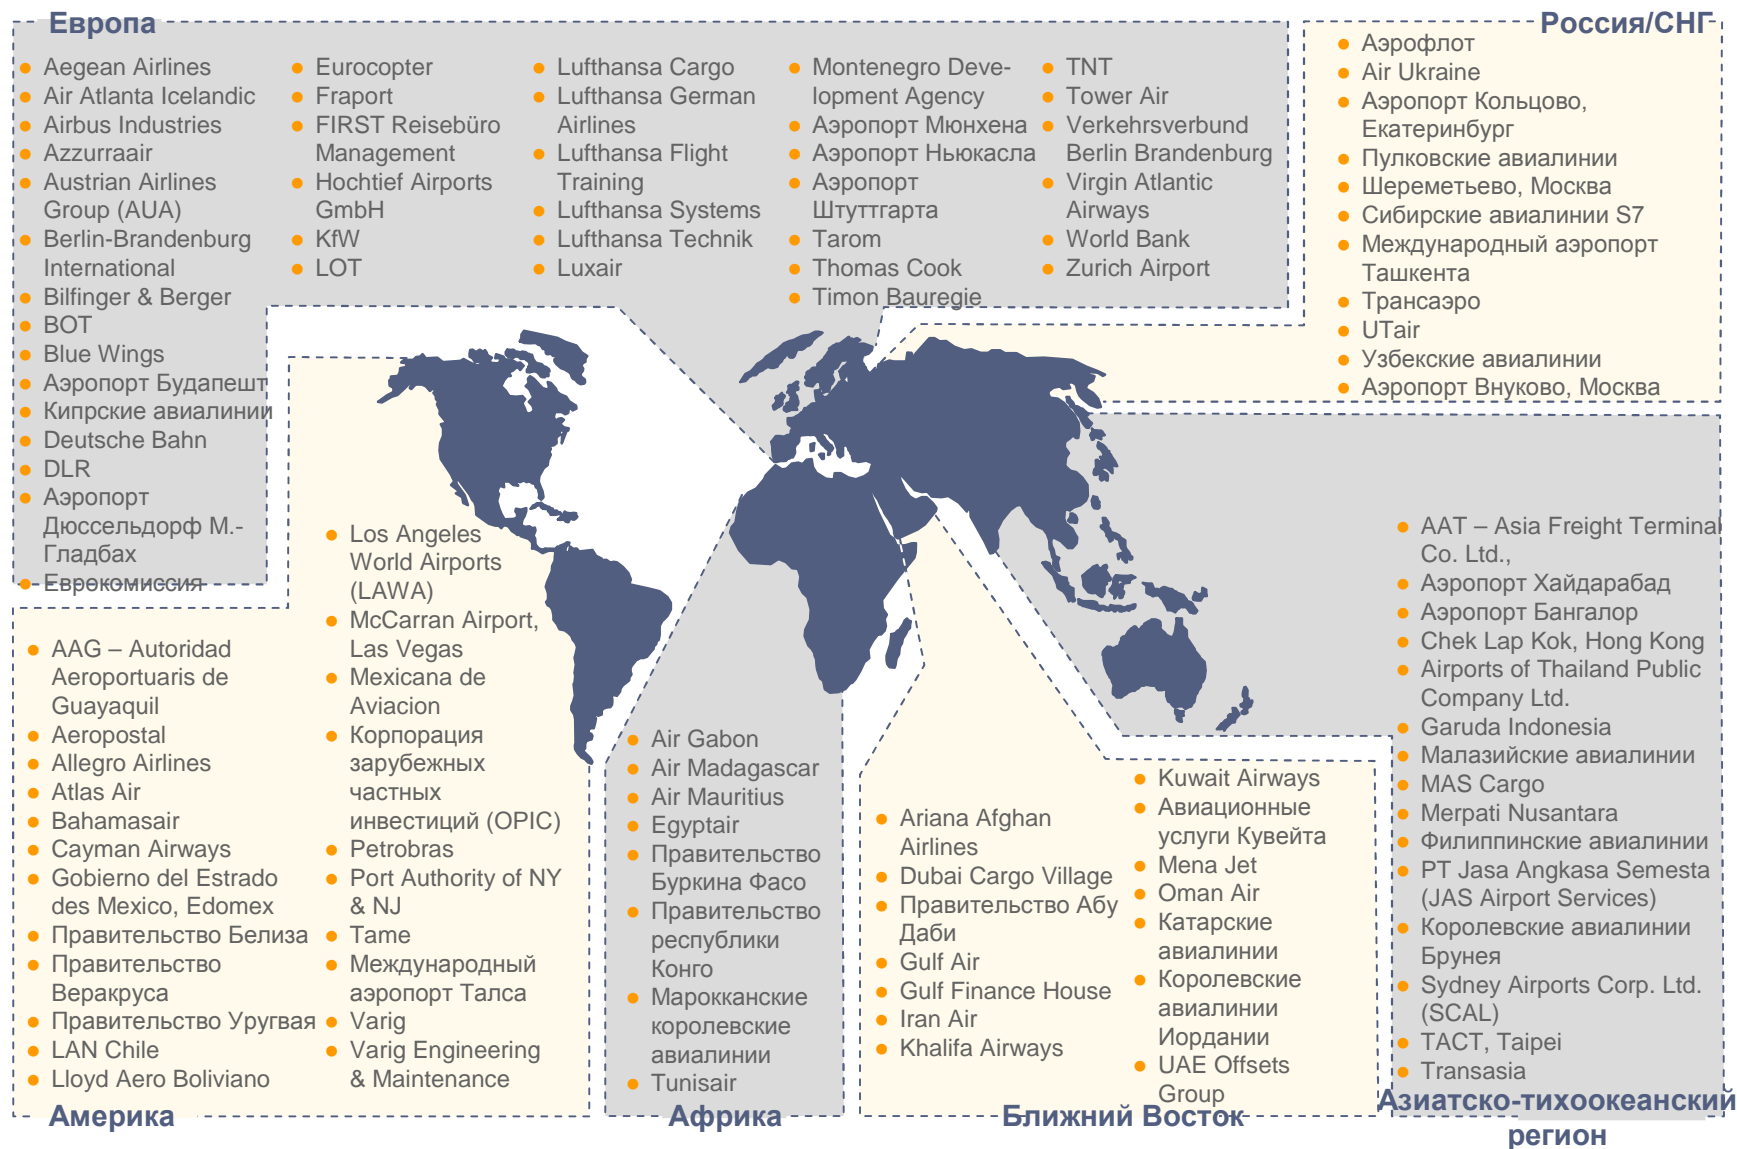 Европа
Aegean Airlines
Air Atlanta Icelandic
Airbus Industries
Azzurraair
Austrian Airlines
Group (AUA)
Berlin-Brandenburg
International
Bilfinger & Berger
BOT
Blue Wings
Аэропорт Будапешт
Кипрские авиалинии
Deutsche Bahn
DLR
Аэропорт
Дюссельдорф М.-
Гладбах
Еврокомиссия
Eurocopter
Fraport
FIRST Reisebüro
Management
Hochtief Airports
GmbH
KfW
LOT
Lufthansa Cargo
Lufthansa German
Airlines
Lufthansa Flight
Training
Lufthansa Systems
Lufthansa Technik
Luxair
Montenegro Deve-
lopment Agency
Аэропорт Мюнхена
Аэропорт Ньюкасла
Аэропорт
Штуттгарта
Tarom
Thomas Cook
Timon Bauregie
TNT
Tower Air
Verkehrsverbund
Berlin Brandenburg
Virgin Atlantic
Airways
World Bank
Zurich Airport
Россия/СНГ
Аэрофлот
Air Ukraine
Аэропорт Кольцово,
Екатеринбург
Пулковские авиалинии
Шереметьево, Москва
Сибирские авиалинии S7
Международный аэропорт
Ташкента
Трансаэро
UTair
Узбекские авиалинии
Аэропорт Внуково, Москва
AAG – Autoridad
Aeroportuaris de
Guayaquil
Aeropostal
Allegro Airlines
Atlas Air
Bahamasair
Cayman Airways
Gobierno del Estrado
des Mexico, Edomex
Правительство Белиза
Правительство
Веракруса
Правительство Уругвая
LAN Chile
Lloyd Aero Boliviano
Los Angeles
World Airports
(LAWA)
McCarran Airport,
Las Vegas
Mexicana de
Aviacion
Корпорация
зарубежных
частных
инвестиций (OPIC)
Petrobras
Port Authority of NY
& NJ
Tame
Международный
аэропорт Талса
Varig
Varig Engineering
& Maintenance
Америка
Air Gabon
Air Madagascar
Air Mauritius
Egyptair
Правительство
Буркина Фасо
Правительство
республики
Конго
Марокканские
королевские
авиалинии
Tunisair
Африка
Ariana Afghan
Airlines
Dubai Cargo Village
Правительство Абу
Даби
Gulf Air
Gulf Finance House
Iran Air
Khalifa Airways
Kuwait Airways
Авиационные
услуги Кувейта
Mena Jet
Oman Air
Катарские
авиалинии
Королевские
авиалинии
Иордании
UAE Offsets
Group
Ближний Восток
AAT – Asia Freight Terminal
Co. Ltd.,
Аэропорт Хайдарабад
Аэропорт Бангалор
Chek Lap Kok, Hong Kong
Airports of Thailand Public
Company Ltd.
Garuda Indonesia
Малазийские авиалинии
MAS Cargo
Merpati Nusantara
Филиппинские авиалинии
PT Jasa Angkasa Semesta
(JAS Airport Services)
Королевские авиалинии
Брунея
Sydney Airports Corp. Ltd.
(SCAL)
TACT, Taipei
Transasia
Азиатско-тихоокеанский
регион